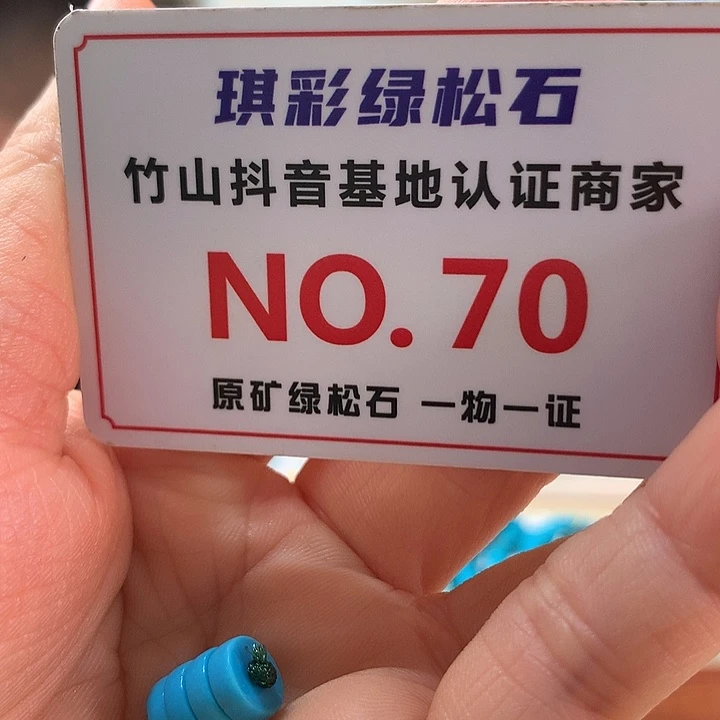 琪彩绿松石
竹山抖音基地认证商家
NO.70
原矿绿松石 一物一证